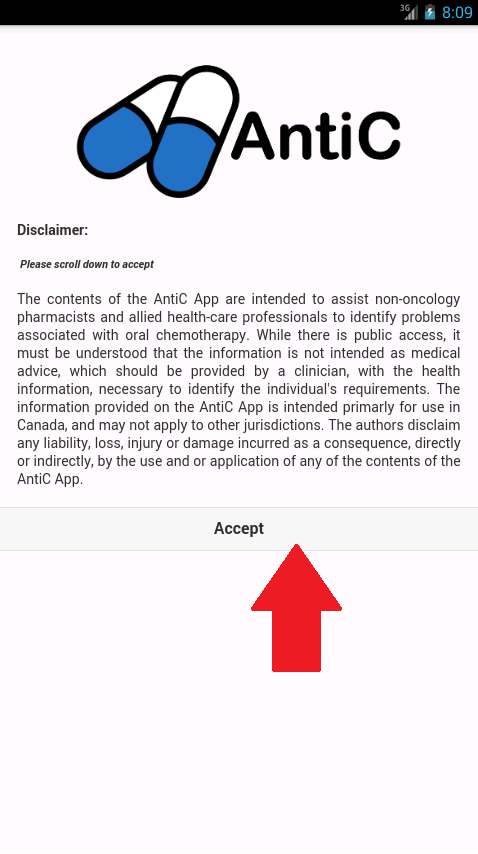 3G 8:09
AntiC
Disclaimer:
Please scroll down to accept
The contents of the AntiC App are intended to assist non-oncology
pharmacists and allied health-care professionals to identify problems
associated with oral chemotherapy. While there is public access, it
must be understood that the information is not intended as medical
advice, which should be provided by a clinician, with the health
information, necessary to identify the individual's requirements. The
information provided on the AntiC App is intended primarly for use in
Canada, and may not apply to other jurisdictions. The authors disclaim
any liability, loss, injury or damage incurred as a consequence, directly
or indirectly, by the use and or application of any of the contents of the
AntiC App.
Accept